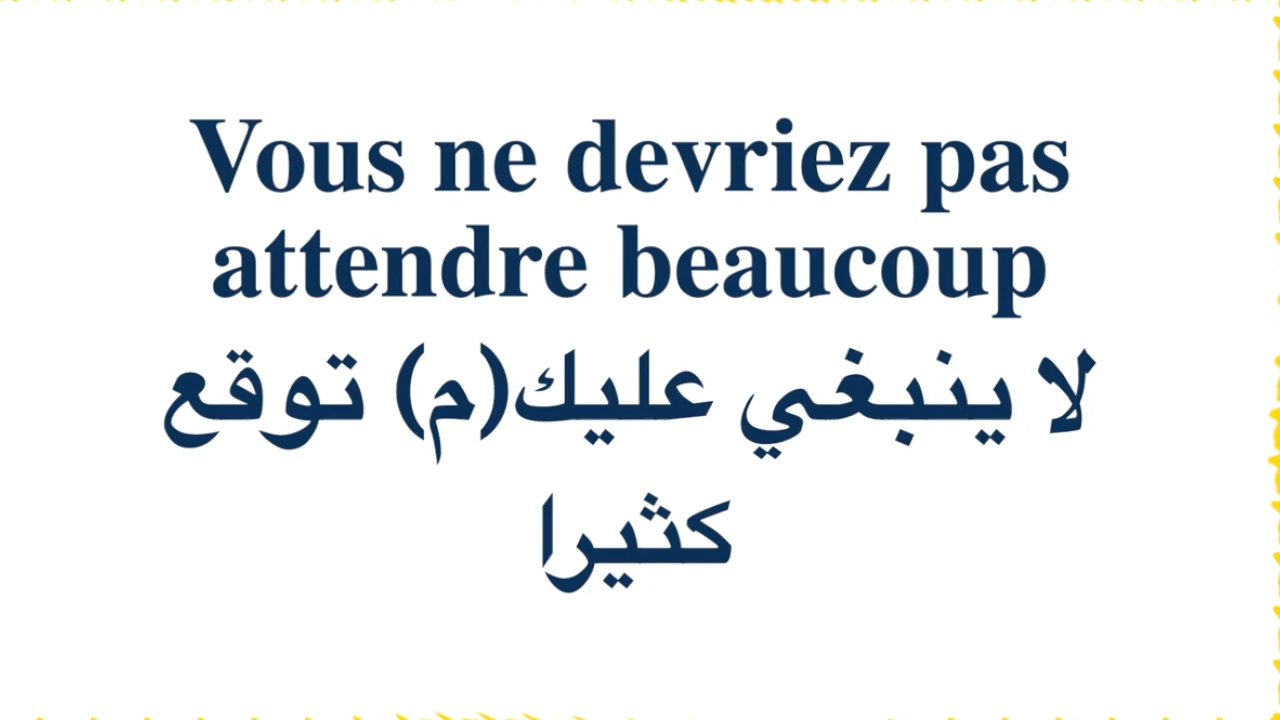 Vous ne devriez pas
attendre beaucoup
لا ينبغي عليك(م) توقع
كثيرا